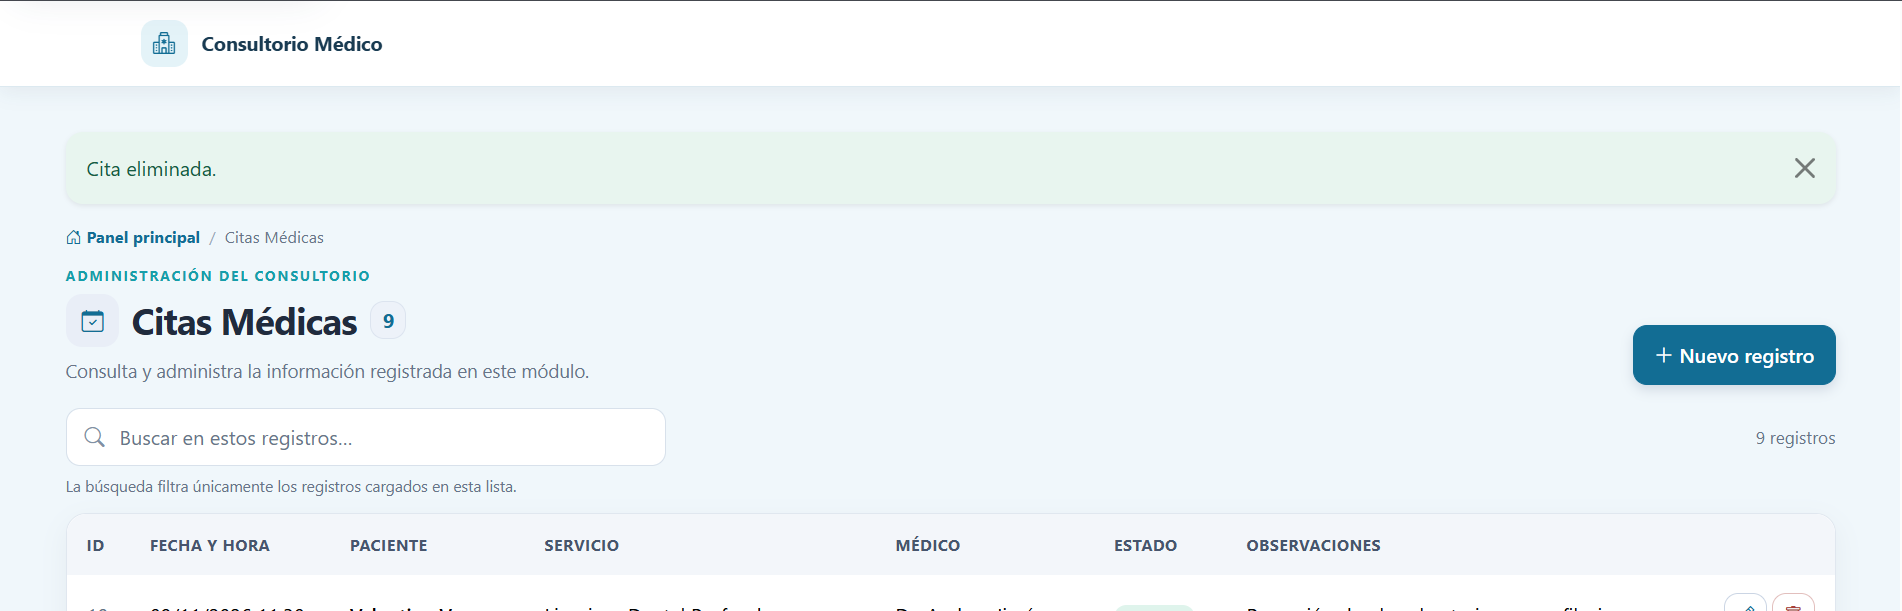 Consultorio Médico
Cita eliminada.
Panel principal / Citas Médicas
ADMINISTRACIÓN DEL CONSULTORIO
Citas Médicas 9
Consulta y administra la información registrada en este módulo.
+ Nuevo registro
Buscar en estos registros...
9 registros
La búsqueda filtra únicamente los registros cargados en esta lista.
ID FECHA Y HORA PACIENTE SERVICIO MÉDICO ESTADO OBSERVACIONES